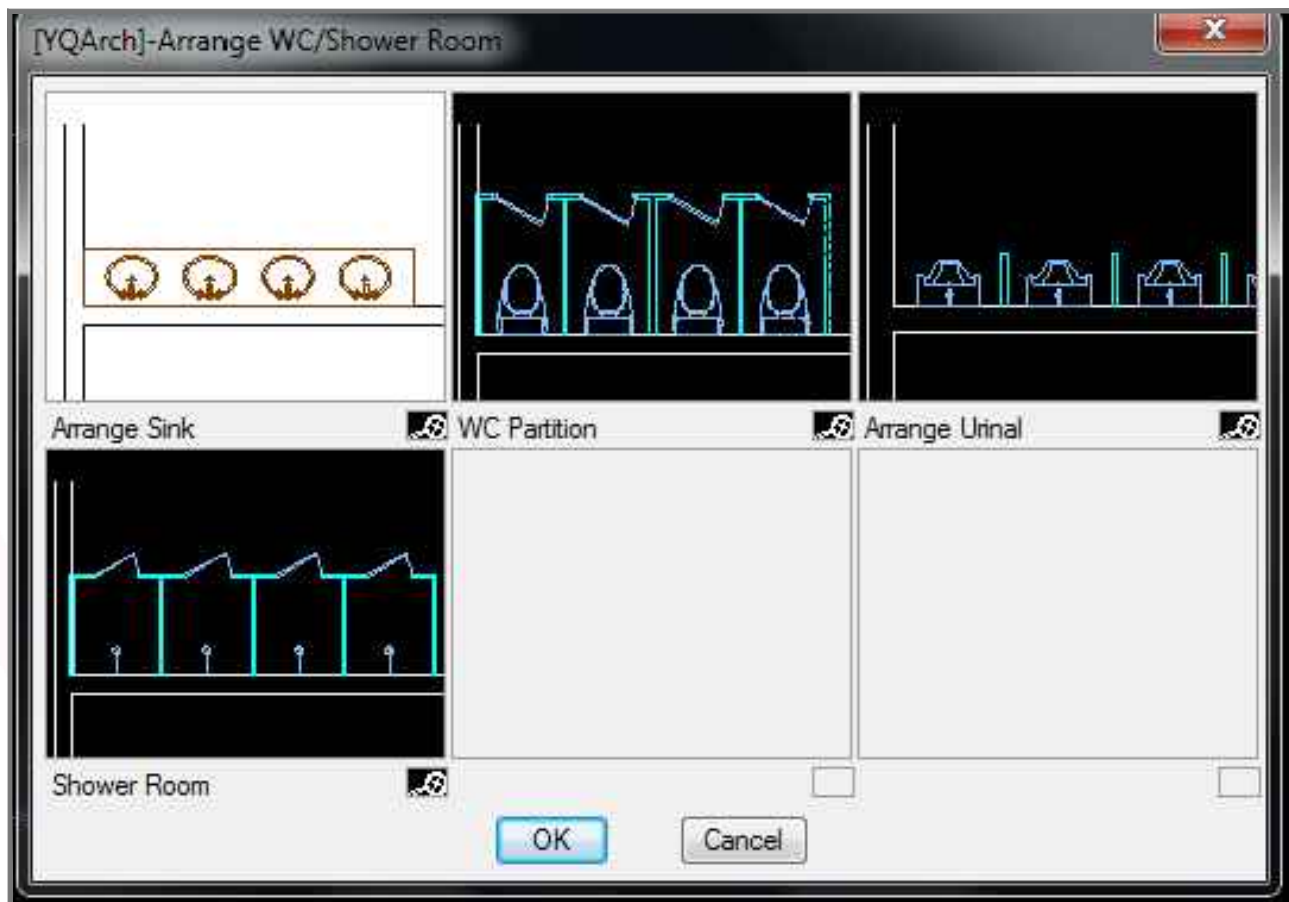 [YQArch]-Arrange WC/Shower Room
Arrange Sink
WC Partition
Arrange Urinal
Shower Room
OK
Cancel